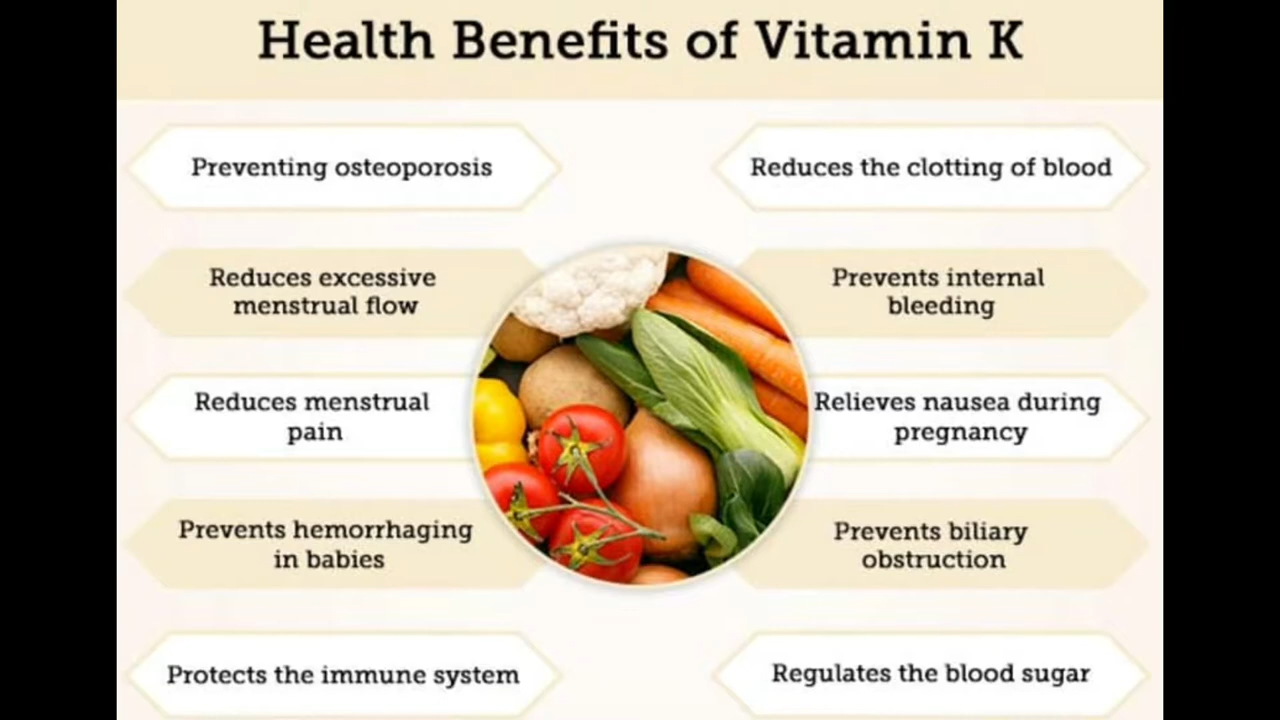 Health Benefits of Vitamin K
Preventing osteoporosis
Reduces the clotting of blood
Reduces excessive
menstrual flow
Prevents internal
bleeding
Reduces menstrual
pain
Relieves nausea during
pregnancy
Prevents hemorrhaging
in babies
Prevents biliary
obstruction
Protects the immune system
Regulates the blood sugar